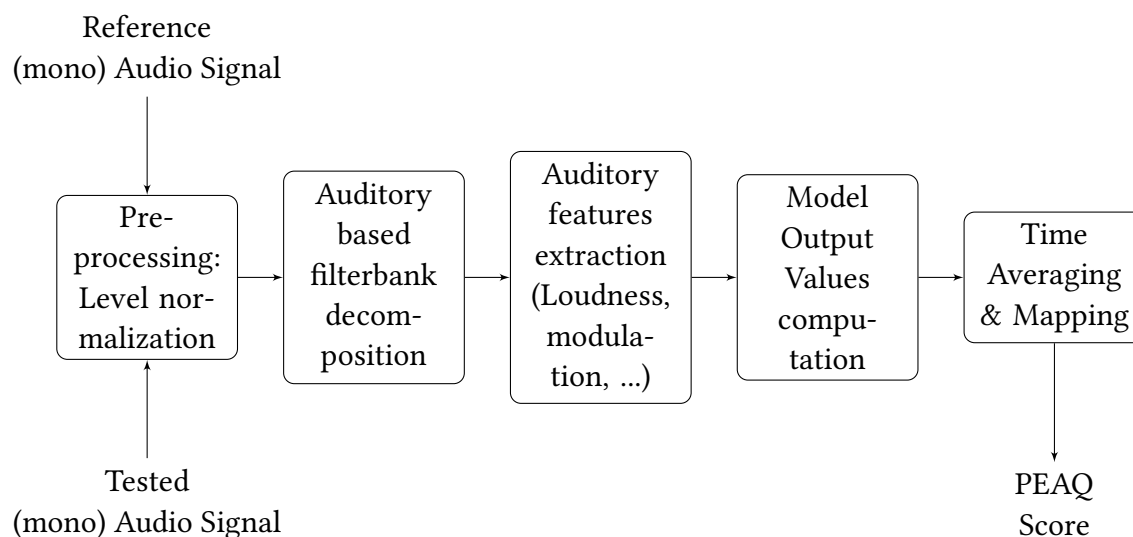 Reference
(mono) Audio Signal
Pre-
processing:
Level nor-
malization
Auditory
based
filterbank
decom-
position
Auditory
features
extraction
(Loudness,
modula-
tion, ...)
Model
Output
Values
compu-
tation
Time
Averaging
& Mapping
Tested
(mono) Audio Signal
PEAQ
Score